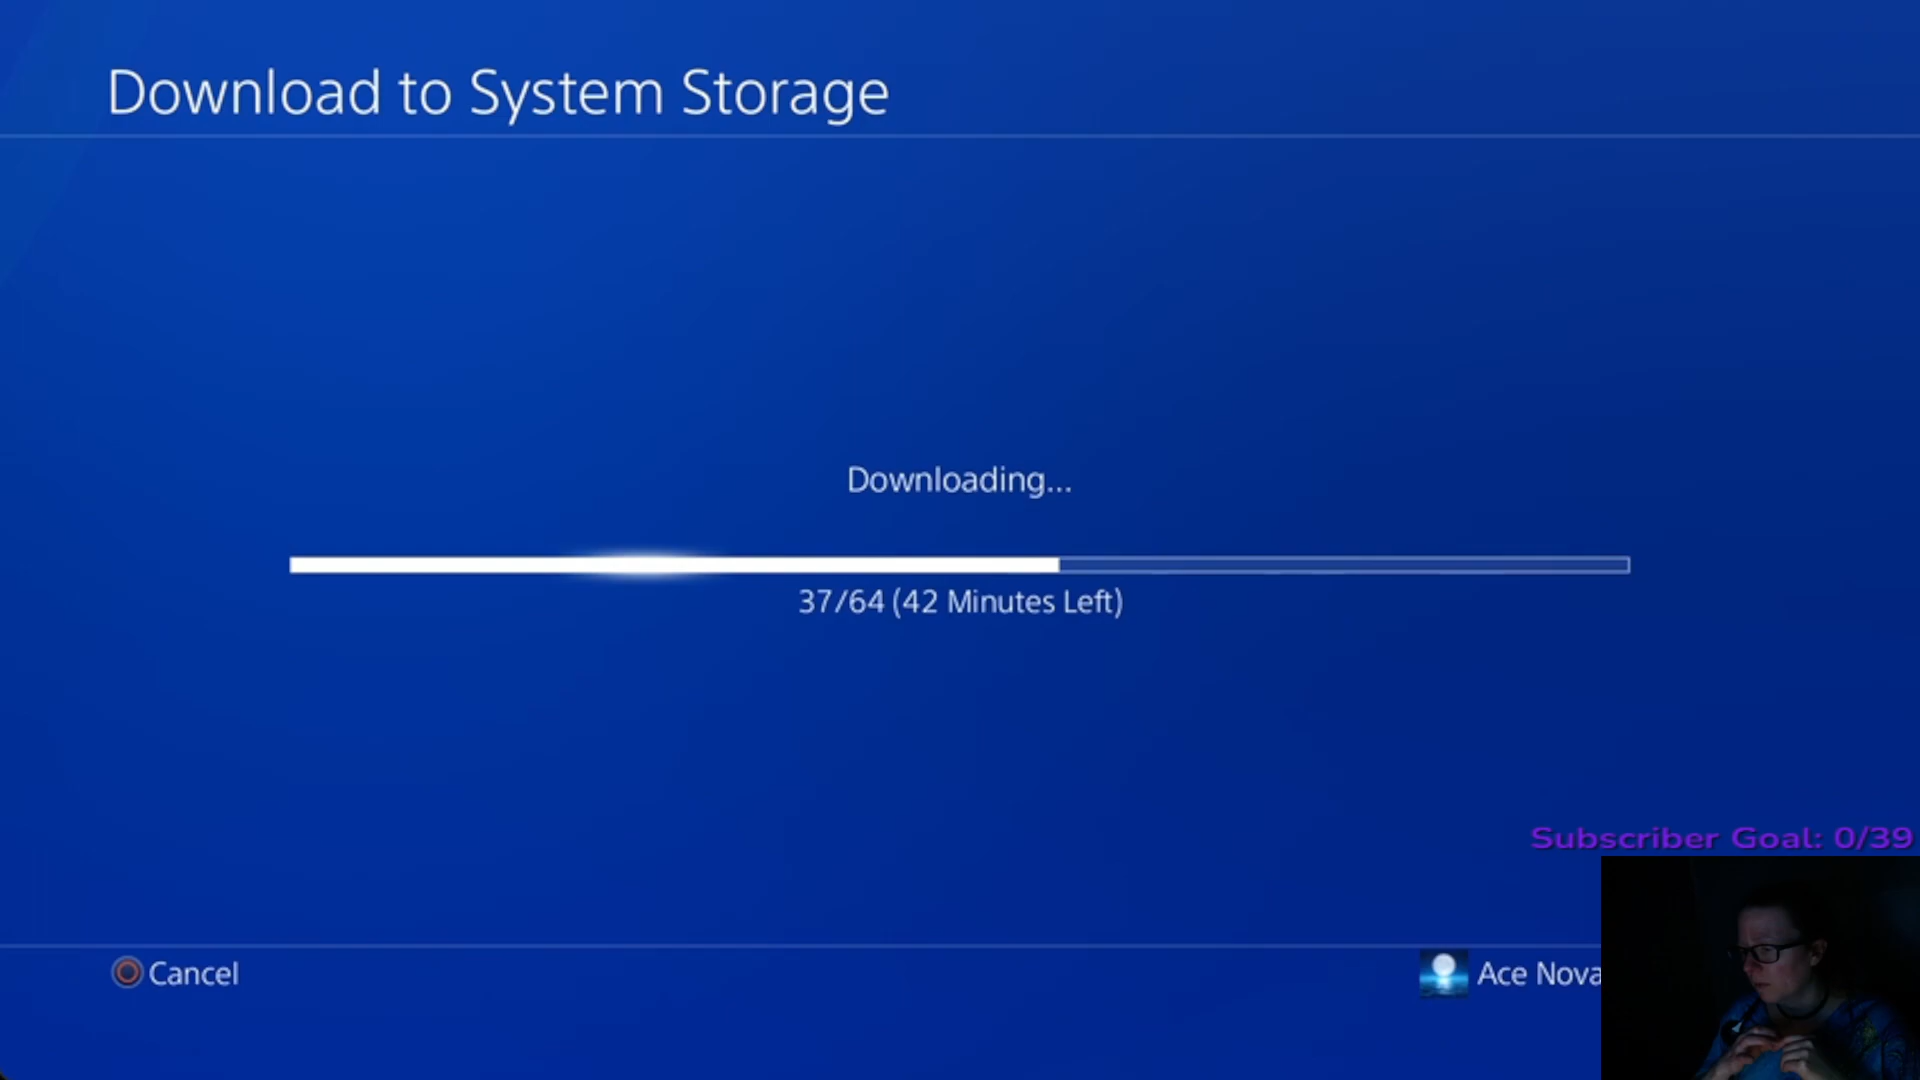 Download to System Storage
Downloading...
37/64 (42 Minutes Left)
Subscriber Goal: 0/39
Cancel
Ace Nova